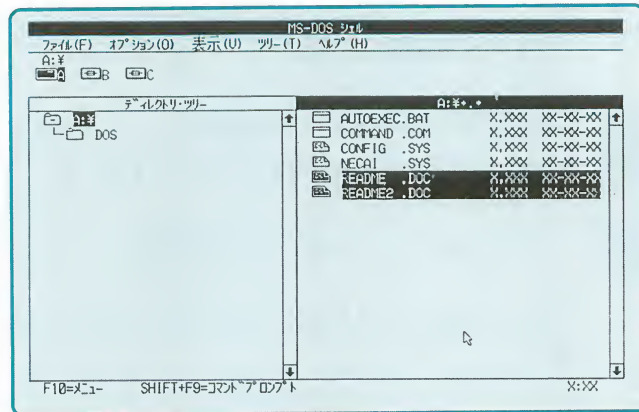 MS-DOS シェル
ファイル(F) オプション(O) 表示(V) ツリー(T) ヘルプ(H)
A:¥
A B C
ディレクトリ・ツリー
A:¥*.*
A:¥
DOS
AUTOEXEC.BAT X,XXX XX-XX-XX
COMMAND .COM X,XXX XX-XX-XX
CONFIG .SYS X,XXX XX-XX-XX
NECAI .SYS X,XXX XX-XX-XX
README .DOC X,XXX XX-XX-XX
README2 .DOC X,XXX XX-XX-XX
F10=メニュー SHIFT+F9=コマンドプロンプト X:XX